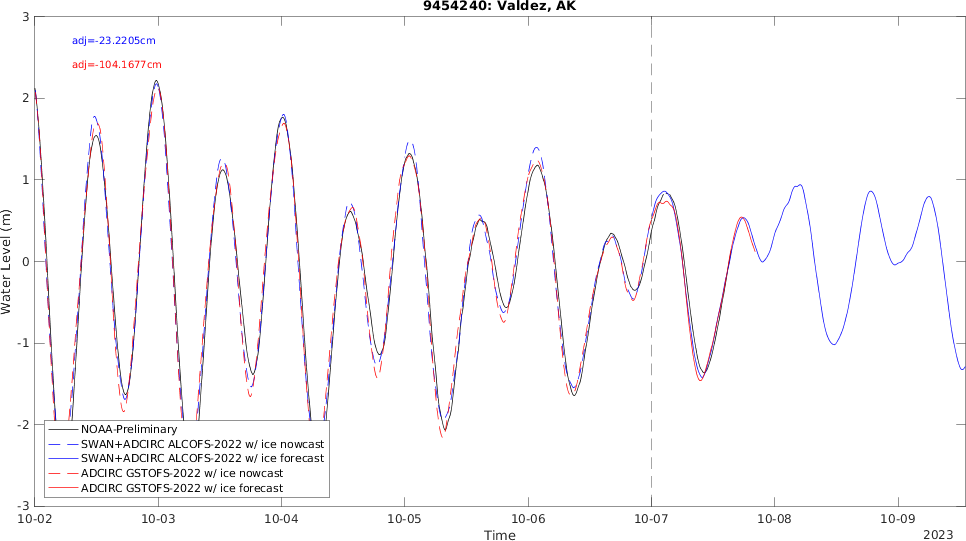 9454240: Valdez, AK
adj=-23.2205cm
adj=-104.1677cm
Water Level (m)
3
2
1
0
-1
-2
-3
NOAA-Preliminary
SWAN+ADCIRC ALCOFS-2022 w/ ice nowcast
SWAN+ADCIRC ALCOFS-2022 w/ ice forecast
ADCIRC GSTOFS-2022 w/ ice nowcast
ADCIRC GSTOFS-2022 w/ ice forecast
10-02 10-03 10-04 10-05 10-06 10-07 10-08 10-09
Time
2023